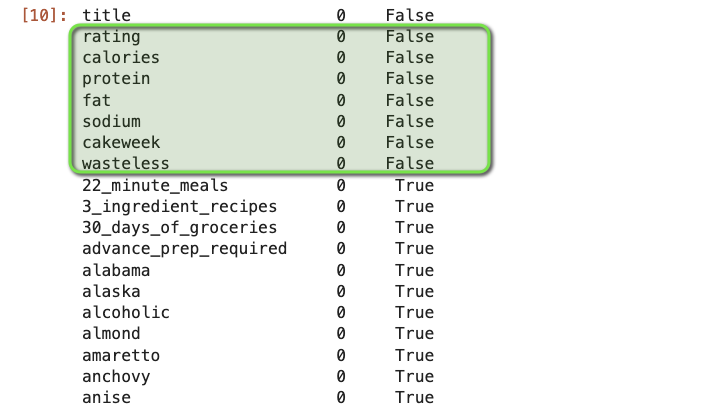 [10]: title 0 False
rating 0 False
calories 0 False
protein 0 False
fat 0 False
sodium 0 False
cakeweek 0 False
wasteless 0 False
22_minute_meals 0 True
3_ingredient_recipes 0 True
30_days_of_groceries 0 True
advance_prep_required 0 True
alabama 0 True
alaska 0 True
alcoholic 0 True
almond 0 True
amaretto 0 True
anchovy 0 True
anise 0 True